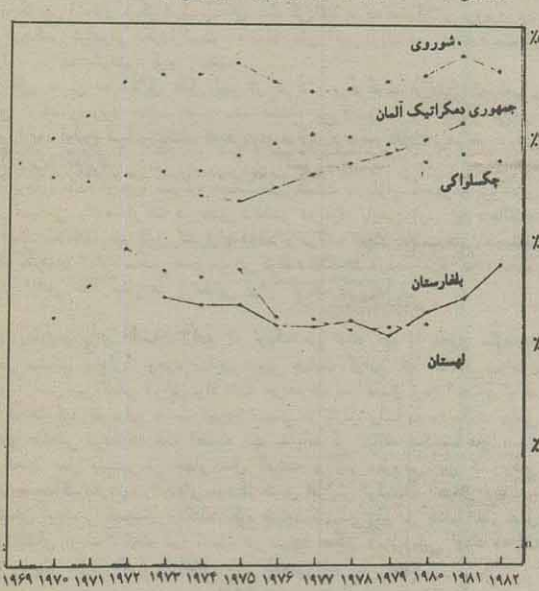 شوروی
جمهوری دمکراتیک آلمان
چکسلواکی
بلغارستان
لهستان
۱۹۶۹ ۱۹۷۰ ۱۹۷۱ ۱۹۷۲ ۱۹۷۳ ۱۹۷۴ ۱۹۷۵ ۱۹۷۶ ۱۹۷۷ ۱۹۷۸ ۱۹۷۹ ۱۹۸۰ ۱۹۸۱ ۱۹۸۲